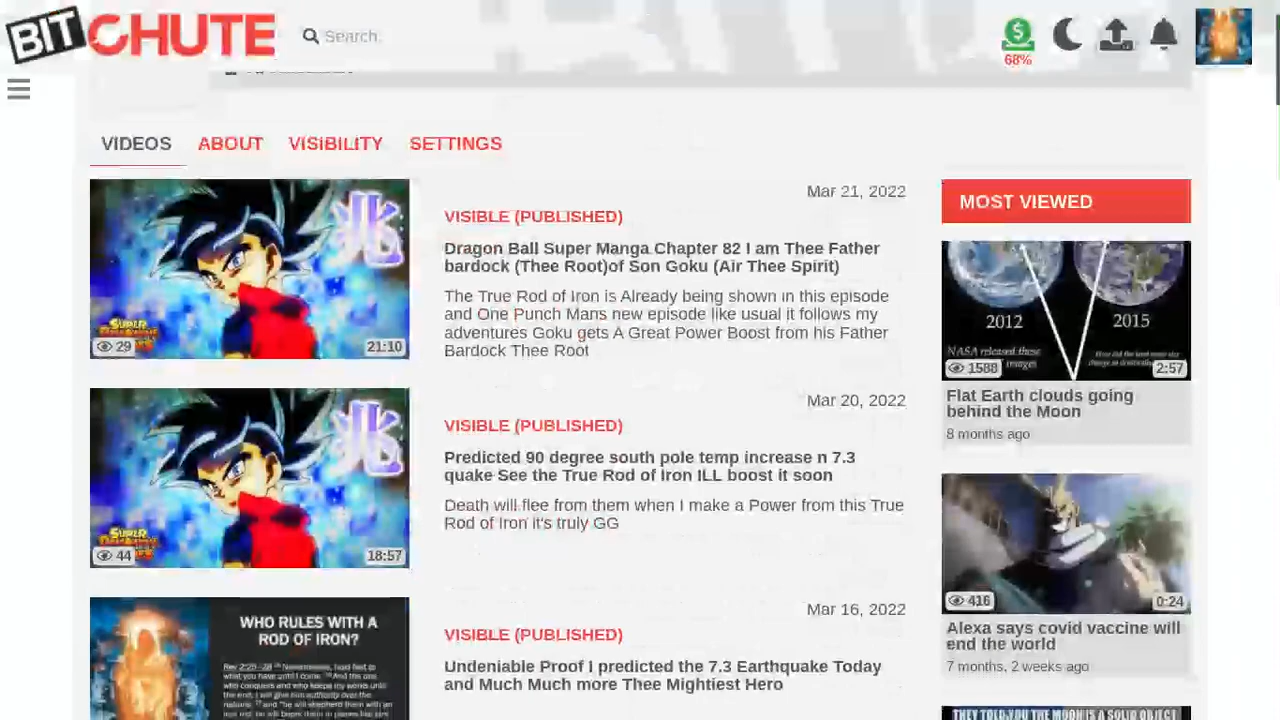 BIT CHUTE
Search
68%
VIDEOS ABOUT VISIBILITY SETTINGS
29
21:10
Mar 21, 2022
VISIBLE (PUBLISHED)
Dragon Ball Super Manga Chapter 82 I am Thee Father
bardock (Thee Root)of Son Goku (Air Thee Spirit)
The True Rod of Iron is Already being shown in this episode
and One Punch Mans new episode like usual it follows my
adventures Goku gets A Great Power Boost from his Father
Bardock Thee Root
44
18:57
Mar 20, 2022
VISIBLE (PUBLISHED)
Predicted 90 degree south pole temp increase n 7.3
quake See the True Rod of Iron ILL boost it soon
Death will flee from them when I make a Power from this True
Rod of Iron it's truly GG
WHO RULES WITH A
ROD OF IRON?
Mar 16, 2022
VISIBLE (PUBLISHED)
Undeniable Proof I predicted the 7.3 Earthquake Today
and Much Much more Thee Mightiest Hero
MOST VIEWED
2012 2015
NASA released these
images
1588
2:57
Flat Earth clouds going
behind the Moon
8 months ago
416
0:24
Alexa says covid vaccine will
end the world
7 months, 2 weeks ago
THEY TOLD YOU THE MOON IS A SOLID OBJECT